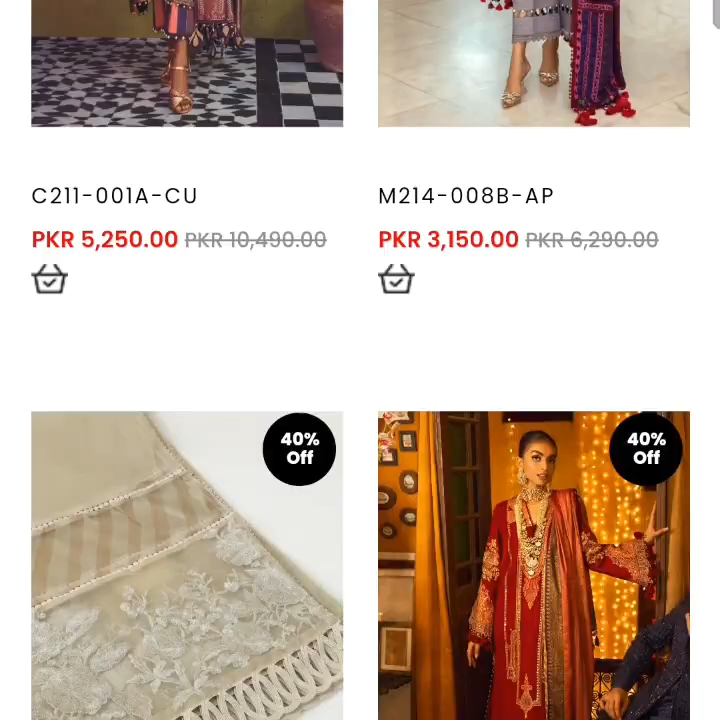 C211-001A-CU
PKR 5,250.00 PKR 10,490.00
M214-008B-AP
PKR 3,150.00 PKR 6,290.00
40%
Off
40%
Off